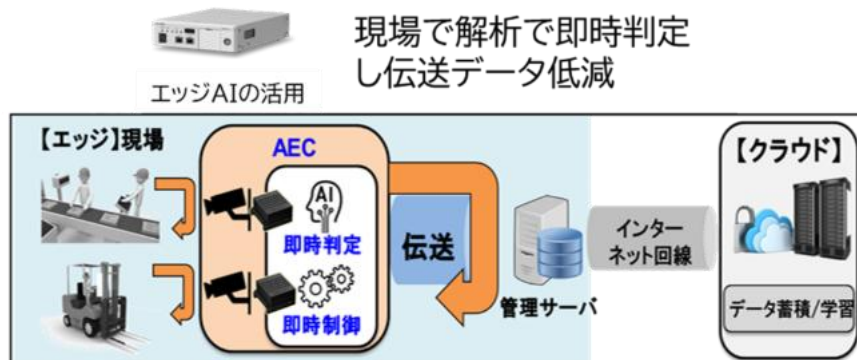 現場で解析で即時判定
し伝送データ低減
エッジAIの活用
【エッジ】現場
AEC
AI
即時判定
即時制御
伝送
管理サーバ
インター
ネット回線
【クラウド】
データ蓄積/学習